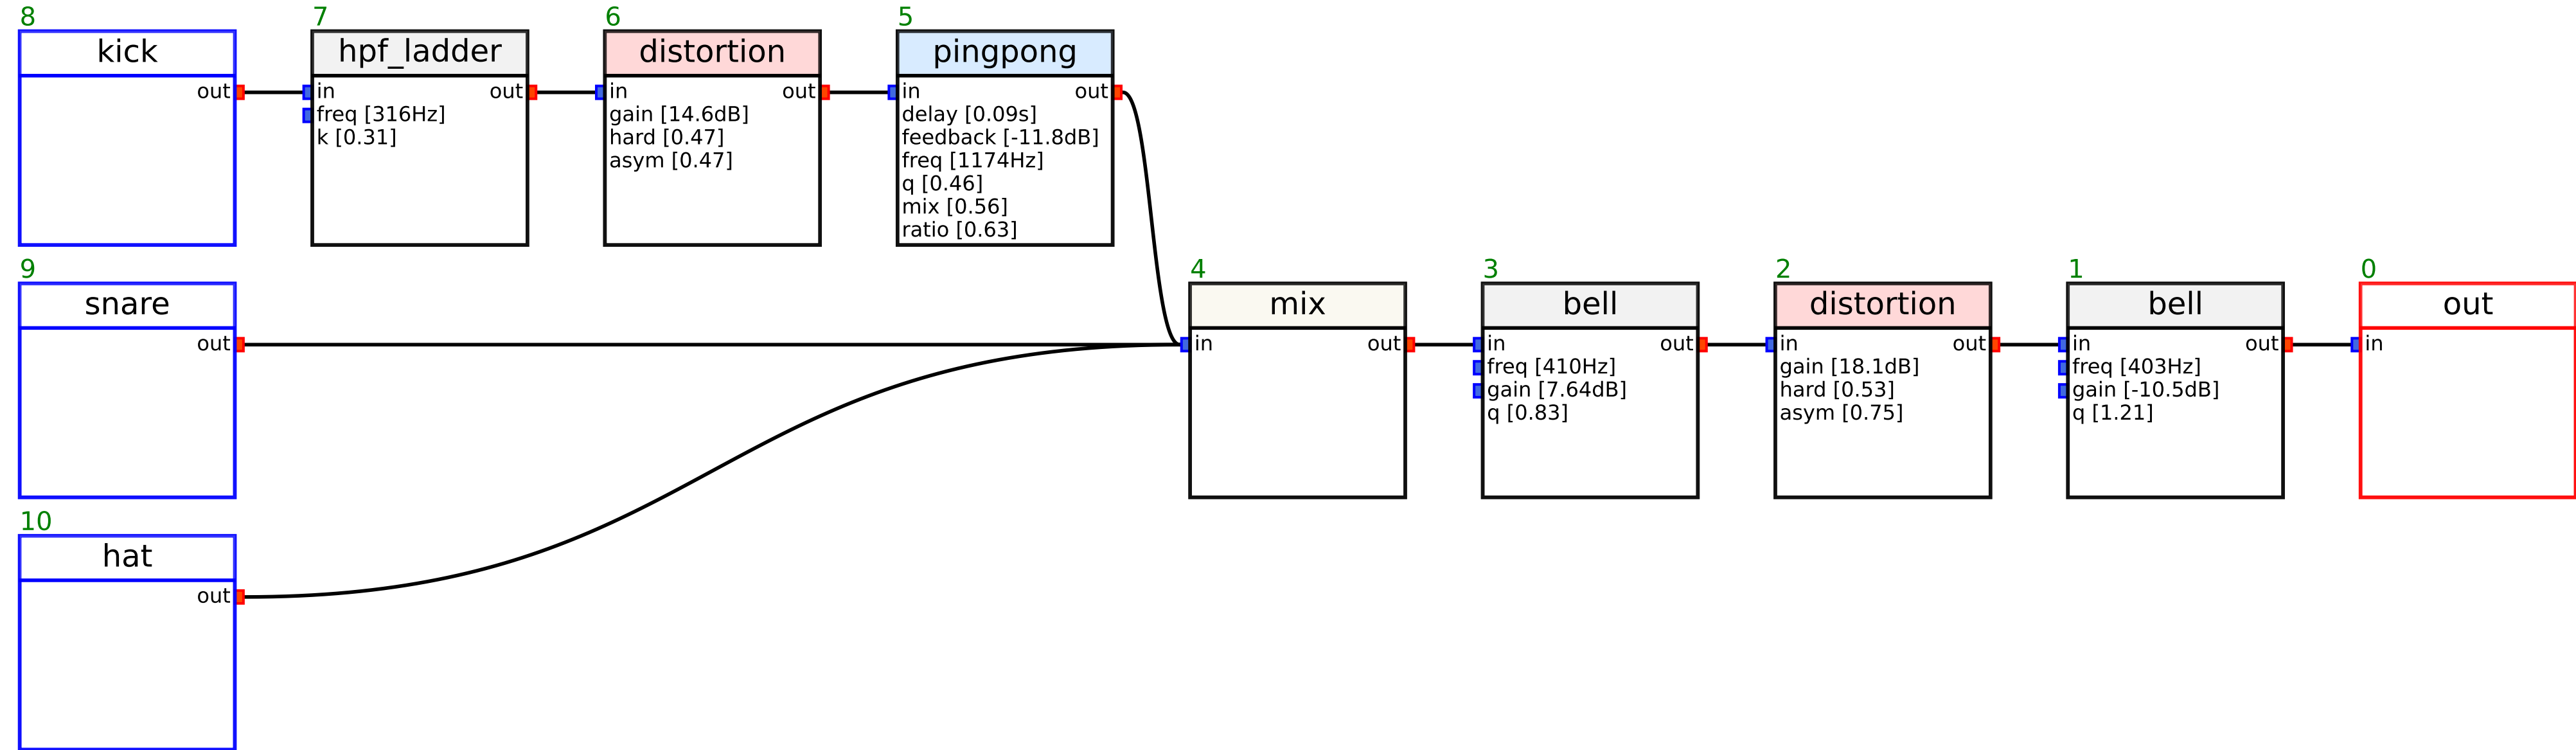 8
kick
out
7
hpf_ladder
in out
freq [316Hz]
k [0.31]
6
distortion
in out
gain [14.6dB]
hard [0.47]
asym [0.47]
5
pingpong
in out
delay [0.09s]
feedback [-11.8dB]
freq [1174Hz]
q [0.46]
mix [0.56]
ratio [0.63]
9
snare
out
4
mix
in out
3
bell
in out
freq [410Hz]
gain [7.64dB]
q [0.83]
2
distortion
in out
gain [18.1dB]
hard [0.53]
asym [0.75]
1
bell
in out
freq [403Hz]
gain [-10.5dB]
q [1.21]
0
out
in
10
hat
out